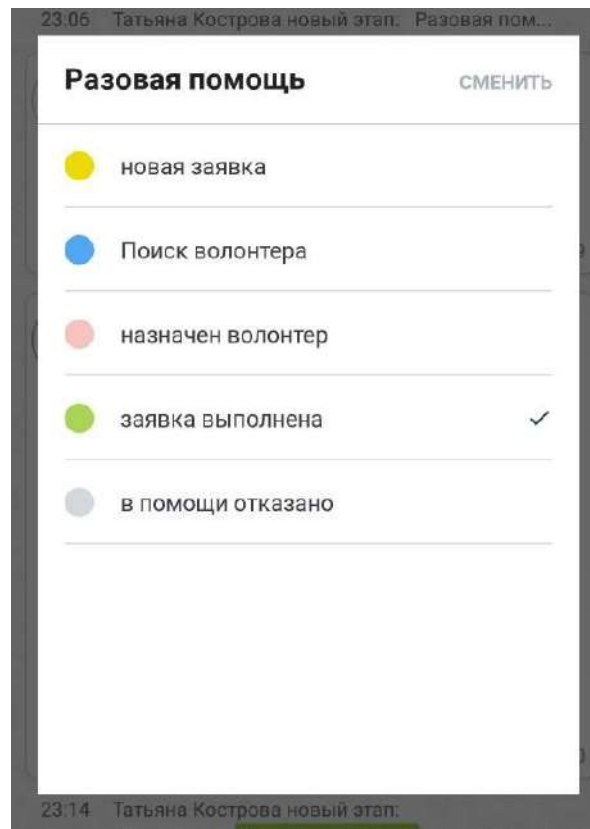 23:06 Татьяна Кострова новый этап: Разовая пом...
Разовая помощь СМЕНИТЬ
новая заявка
Поиск волонтера
назначен волонтер
заявка выполнена
в помощи отказано
23:14 Татьяна Кострова новый этап: